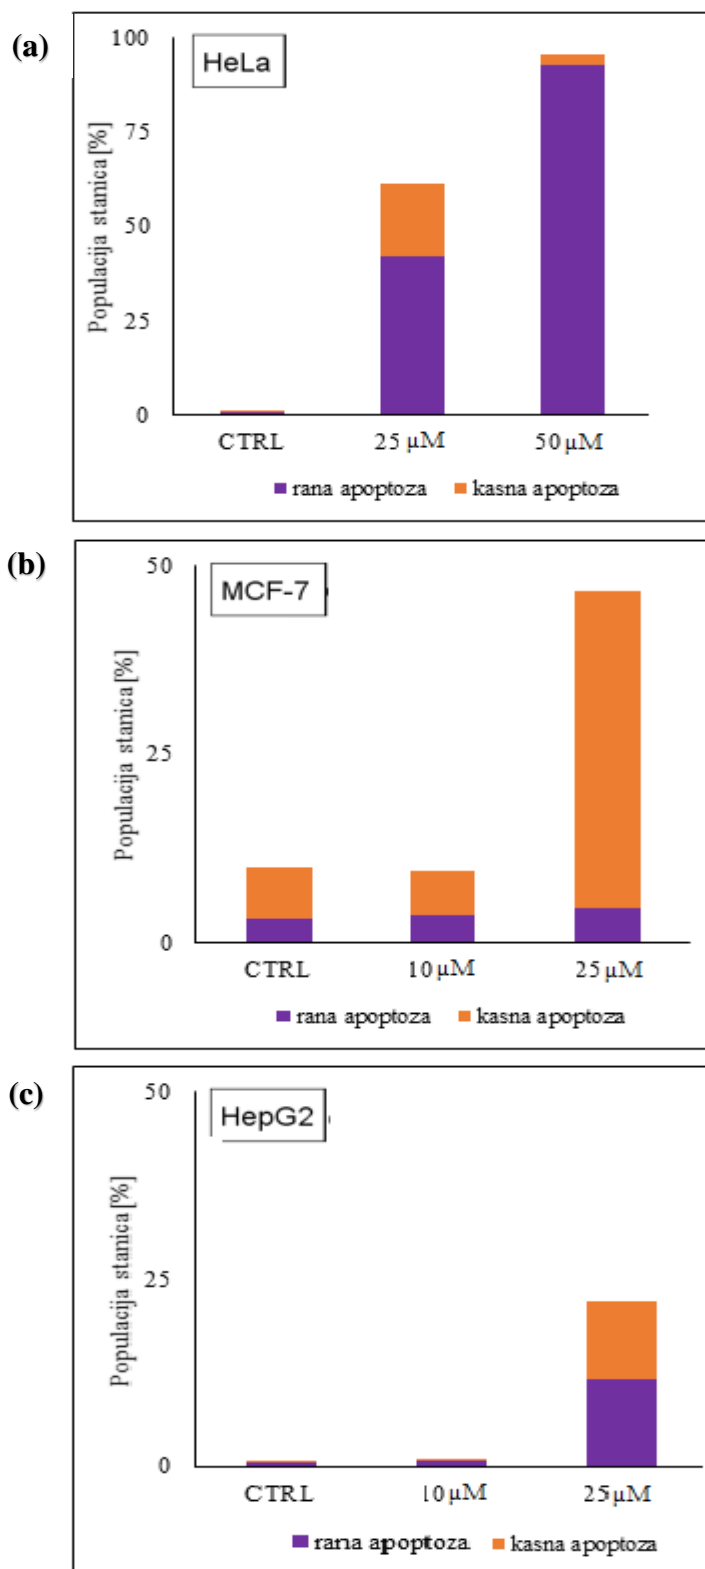 (a)
HeLa
Populacija stanica [%]
100
75
50
25
0
CTRL 25 µM 50 µM
rana apoptoza kasna apoptoza
(b)
MCF-7
Populacija stanica [%]
50
25
0
CTRL 10 µM 25 µM
rana apoptoza kasna apoptoza
(c)
HepG2
Populacija stanica [%]
50
25
0
CTRL 10 µM 25 µM
rana apoptoza kasna apoptoza